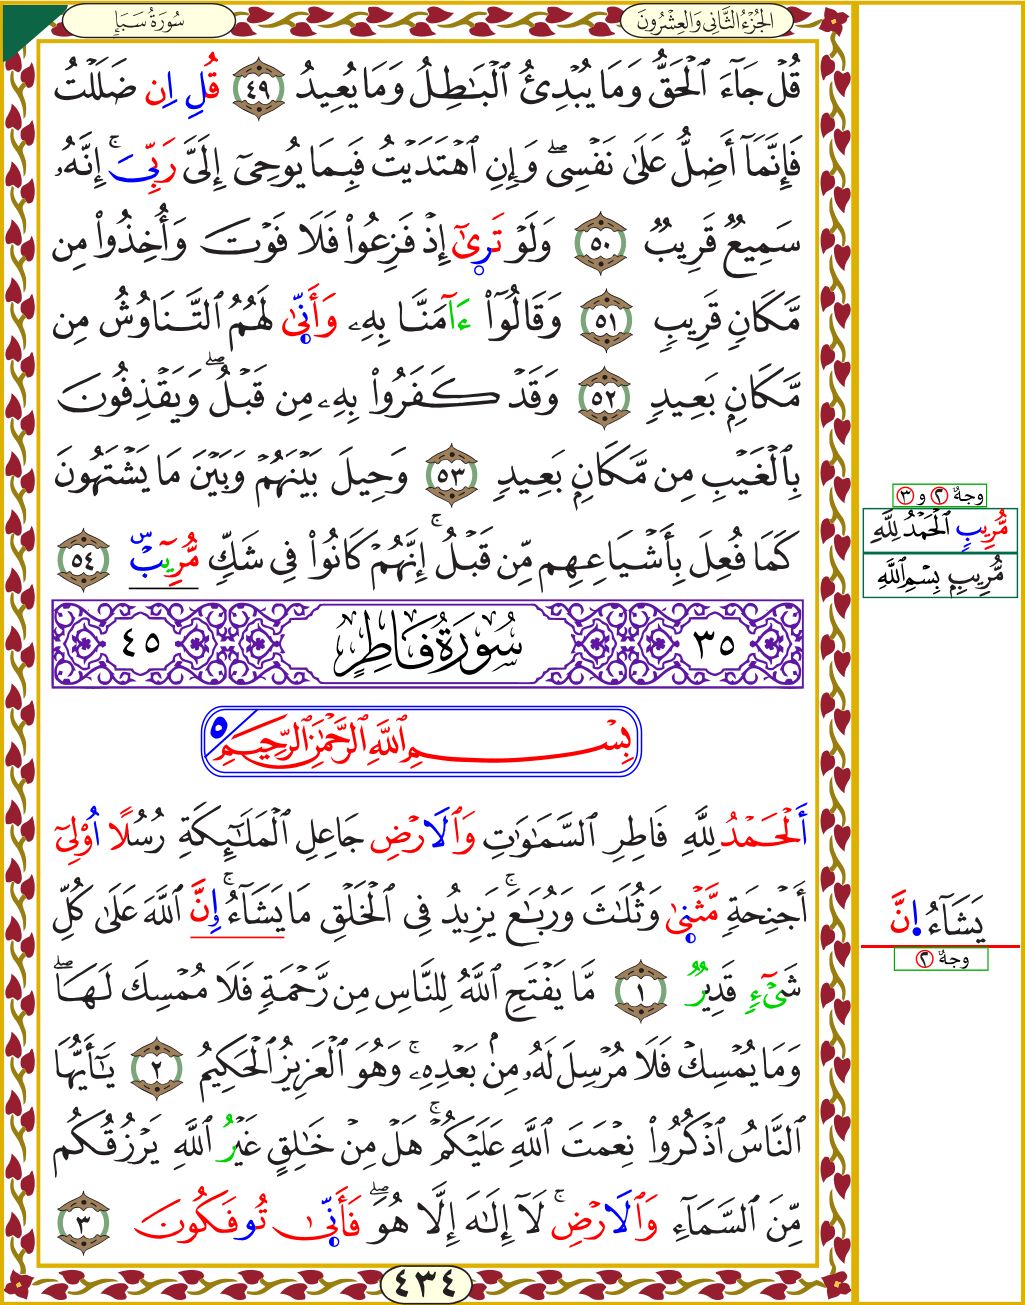 سُورَةُ سَبَإٍ
الجُزْءُ الثَّانِي وَالعِشْرُونَ
قُلْ جَآءَ ٱلْحَقُّ وَمَا يُبْدِئُ ٱلْبَٰطِلُ وَمَا يُعِيدُ ٤٩ قُلِ اِن ضَلَلْتُ
فَإِنَّمَآ أَضِلُّ عَلَىٰ نَفْسِىۖ وَإِنِ ٱهْتَدَيْتُ فَبِمَا يُوحِىٓ إِلَىَّ رَبِّىَۚ إِنَّهُۥ
سَمِيعٌ قَرِيبٌ ٥٠ وَلَوْ تَرِىٰٓ إِذْ فَزِعُوا۟ فَلَا فَوْتَ وَأُخِذُوا۟ مِن
مَّكَانٍ قَرِيبٍ ٥١ وَقَالُوٓا۟ ءَآمَنَّا بِهِۦ وَأَنّۭىٰ لَهُمُ ٱلتَّنَاوُشُ مِن
مَّكَانٍۭ بَعِيدٍ ٥٢ وَقَدْ كَفَرُوا۟ بِهِۦ مِن قَبْلُۖ وَيَقْذِفُونَ
بِٱلْغَيْبِ مِن مَّكَانٍۭ بَعِيدٍ ٥٣ وَحِيلَ بَيْنَهُمْ وَبَيْنَ مَا يَشْتَهُونَ
كَمَا فُعِلَ بِأَشْيَاعِهِم مِّن قَبْلُۚ إِنَّهُمْ كَانُوا۟ فِى شَكٍّ مُّرِيبٍۭ ٥٤
٣٥ سُورَةُ فَاطِرٍ ٤٥
بِسْمِ ٱللَّهِ ٱلرَّحْمَٰنِ ٱلرَّحِيمِ ٥
أَلْحَمْدُ لِلَّهِ فَاطِرِ ٱلسَّمَٰوَٰتِ وَٱلَارْضِ جَاعِلِ ٱلْمَلَٰٓئِكَةِ رُسُلًا اُو۟لِىٓ
أَجْنِحَةٍ مَّثْنِىٰ وَثُلَٰثَ وَرُبَٰعَۚ يَزِيدُ فِى ٱلْخَلْقِ مَا يَشَآءُۚ إِنَّ ٱللَّهَ عَلَىٰ كُلِّ
شَىْءٍ قَدِيرٌ ١ مَّا يَفْتَحِ ٱللَّهُ لِلنَّاسِ مِن رَّحْمَةٍ فَلَا مُمْسِكَ لَهَاۖ
وَمَا يُمْسِكْ فَلَا مُرْسِلَ لَهُۥ مِنۢ بَعْدِهِۦۚ وَهُوَ ٱلْعَزِيزُ ٱلْحَكِيمُ ٢ يَٰٓأَيُّهَا
ٱلنَّاسُ ٱذْكُرُوا۟ نِعْمَتَ ٱللَّهِ عَلَيْكُمْۚ هَلْ مِنْ خَٰلِقٍ غَيْرُ ٱللَّهِ يَرْزُقُكُم
مِّنَ ٱلسَّمَآءِ وَٱلَارْضِۚ لَآ إِلَٰهَ إِلَّا هُوَۖ فَأَنّۭىٰ تُوفَكُونَ ٣
٤٣٤
وجهٌ ٢ و ٣
مُّرِيبٍ ٱلْحَمْدُ لِلَّهِ
مُّرِيبٍۭ بِسْمِ ٱللَّهِ
يَشَآءُ اِنَّ
وجهٌ ٢